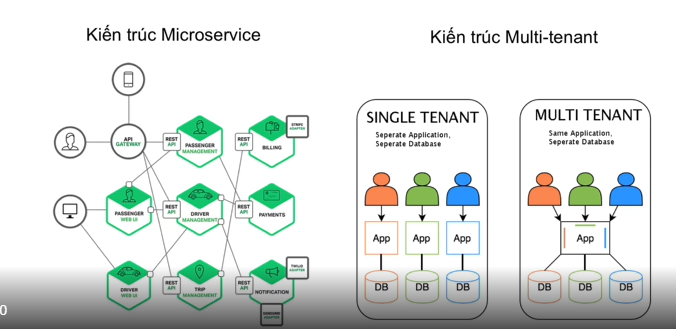 Kiến trúc Microservice
Kiến trúc Multi-tenant
API
GATEWAY
REST
API
PASSENGER
MANAGEMENT
REST
API
BILLING
STRIPE
ADAPTER
PASSENGER
WEB UI
REST
API
DRIVER
MANAGEMENT
REST
API
PAYMENTS
DRIVER
WEB UI
REST
API
TRIP
MANAGEMENT
REST
API
NOTIFICATION
TWILIO
ADAPTER
ADAPTER
SINGLE TENANT
Seperate Application,
Seperate Database
App
App
App
DB
DB
DB
MULTI TENANT
Same Application,
Seperate Database
App
DB
DB
DB
0